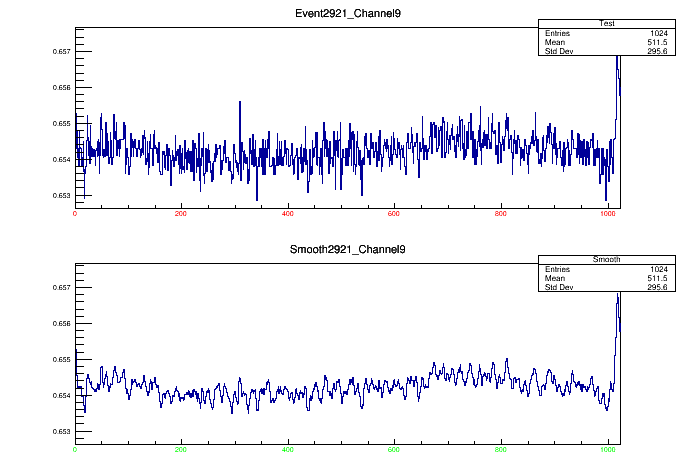 Event2921_Channel9
Test
Entries 1024
Mean 511.5
Std Dev 295.6
0.657
0.656
0.655
0.654
0.653
0 200 400 600 800 1000
Smooth2921_Channel9
Smooth
Entries 1024
Mean 511.5
Std Dev 295.6
0.657
0.656
0.655
0.654
0.653
0 200 400 600 800 1000